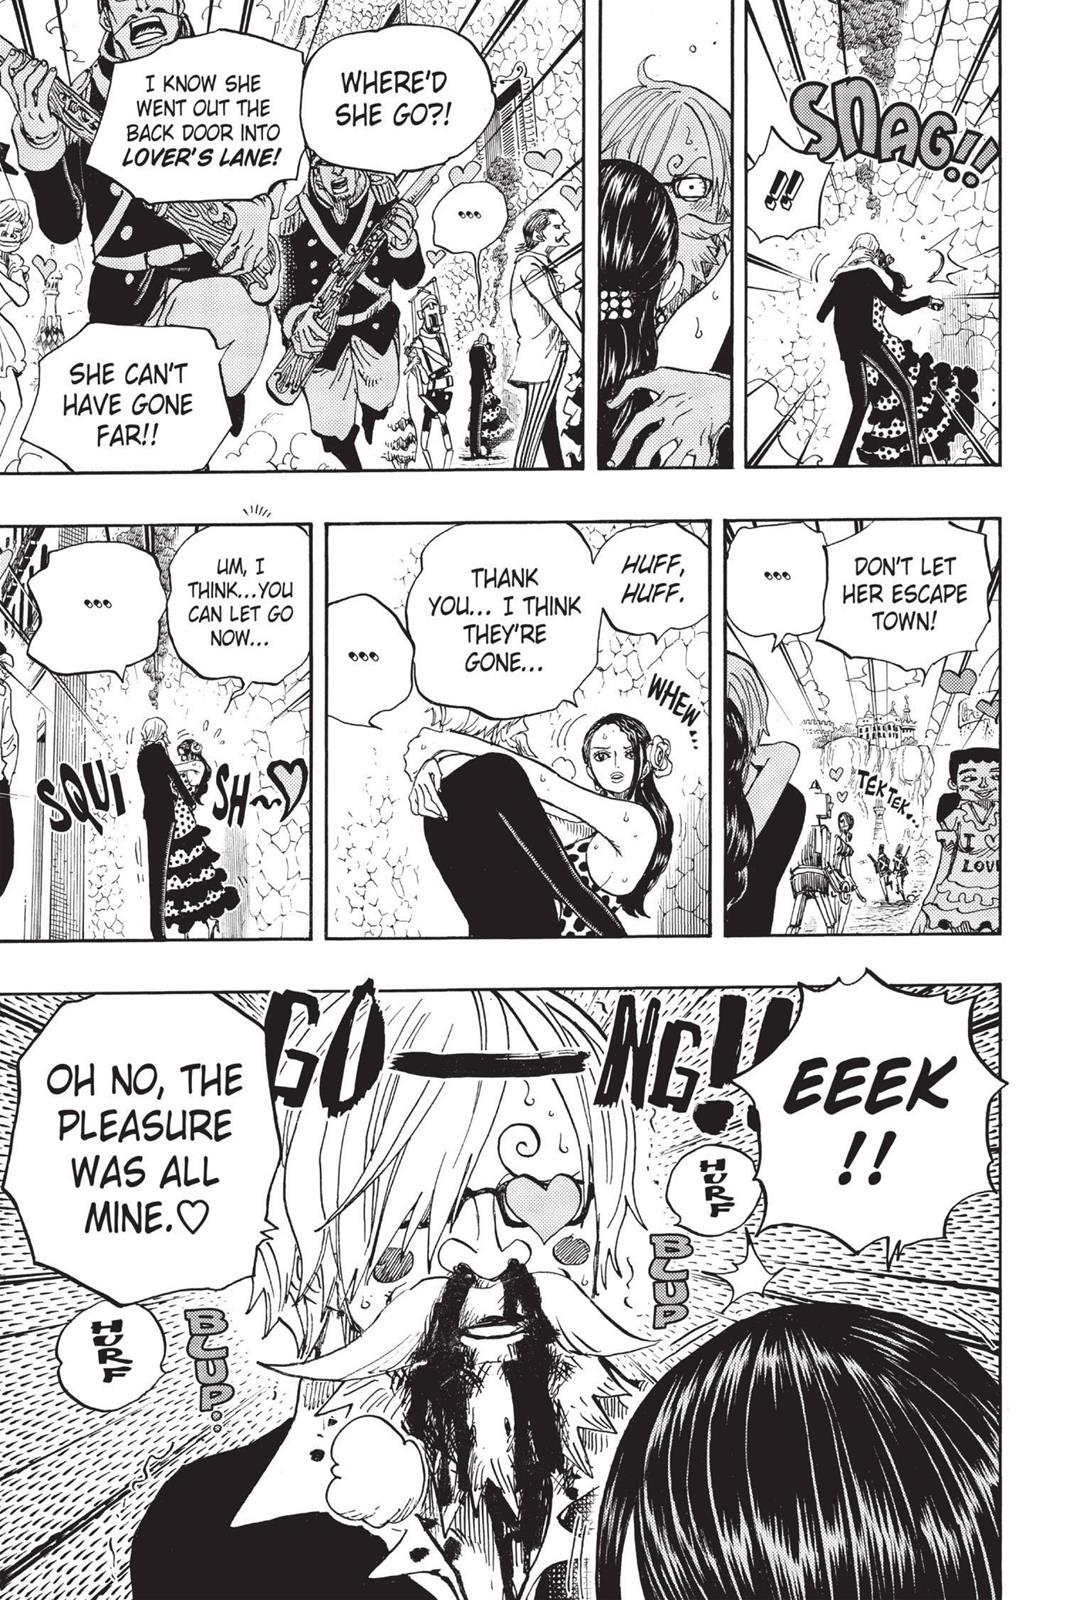 SNAG!!
!!
WHERE'D
SHE GO?!
I KNOW SHE
WENT OUT THE
BACK DOOR INTO
LOVER'S LANE!
...
SHE CAN'T
HAVE GONE
FAR!!
DON'T LET
HER ESCAPE
TOWN!
...
TEK TEK...
I ♡
LOVE
HUFF,
HUFF.
THANK
YOU... I THINK
THEY'RE
GONE...
...
WHEW...
UM, I
THINK...YOU
CAN LET GO
NOW...
...
SQUI
SH~♡
EEEK
!!
GO—NG!!
HURF
BLUP
OH NO, THE
PLEASURE
WAS ALL
MINE.♡
HURF
BLUP..